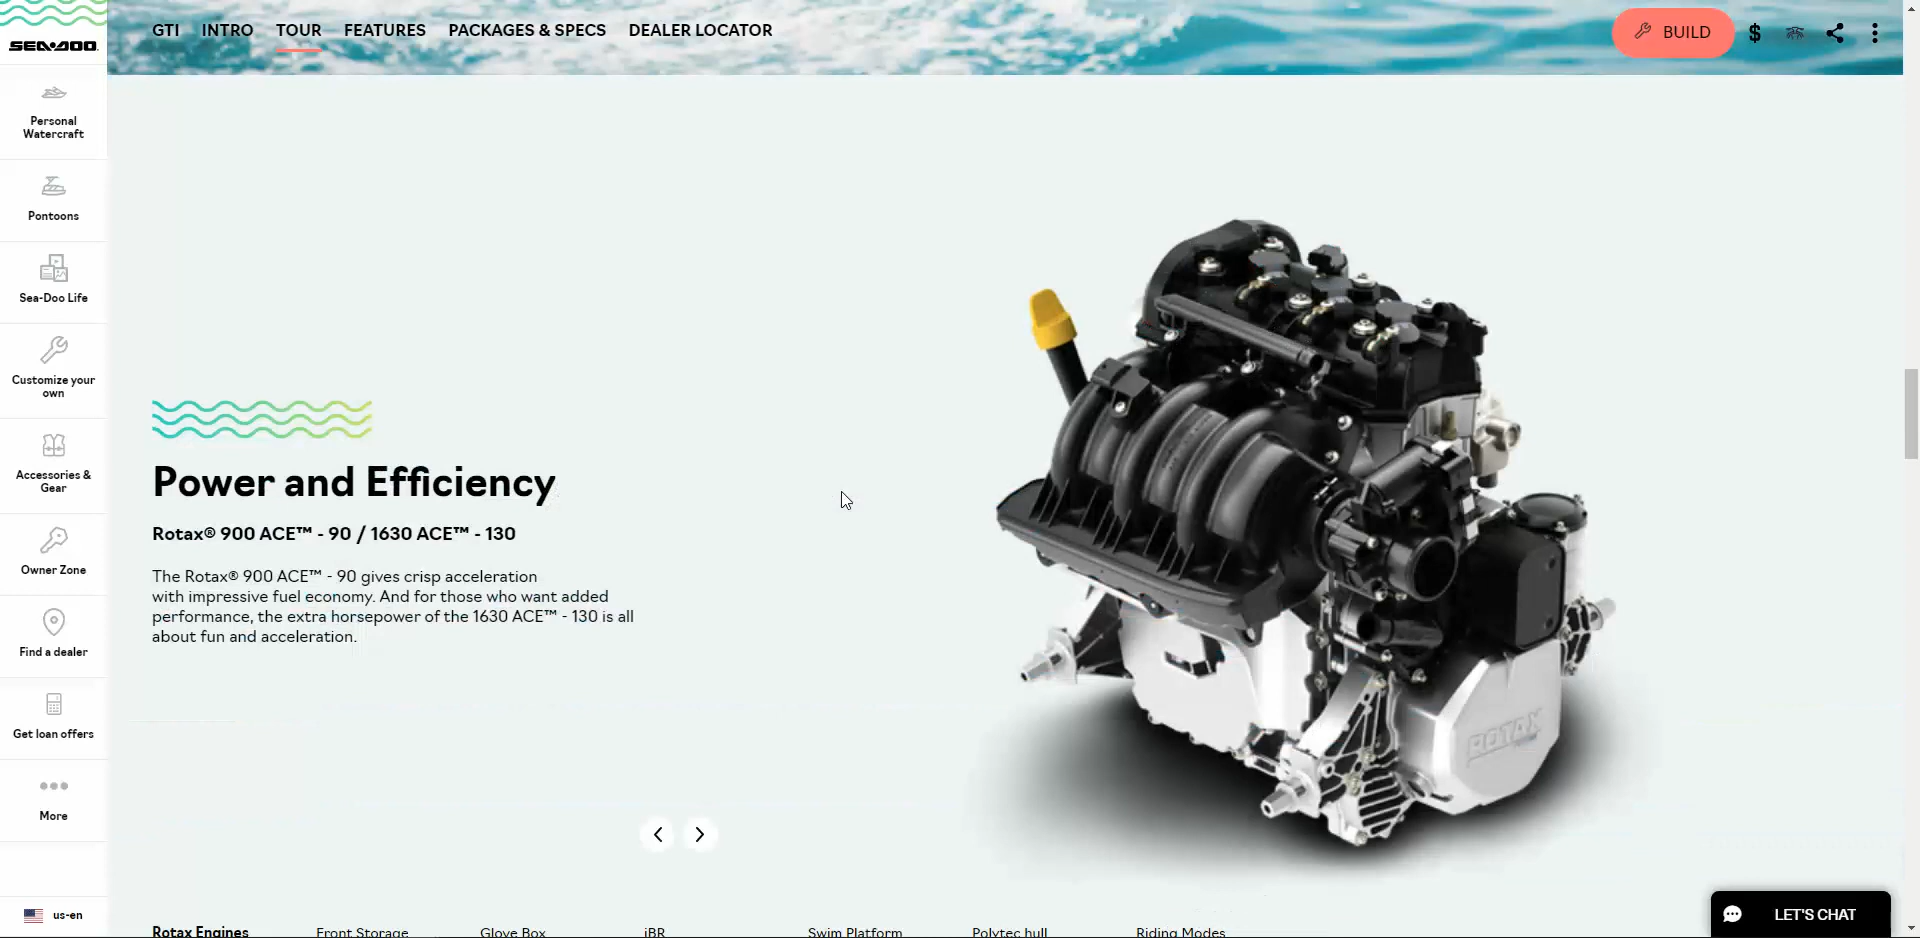 SEA-DOO
GTI INTRO TOUR FEATURES PACKAGES & SPECS DEALER LOCATOR
BUILD
$
Personal
Watercraft
Pontoons
Sea-Doo Life
Customize your
own
Accessories &
Gear
Owner Zone
Find a dealer
Get loan offers
More
us-en
Power and Efficiency
Rotax® 900 ACE™ - 90 / 1630 ACE™ - 130
The Rotax® 900 ACE™ - 90 gives crisp acceleration
with impressive fuel economy. And for those who want added
performance, the extra horsepower of the 1630 ACE™ - 130 is all
about fun and acceleration.
ROTAX
Rotax Engines Front Storage Glove Box iBR Swim Platform Polytec hull Riding Modes
LET'S CHAT